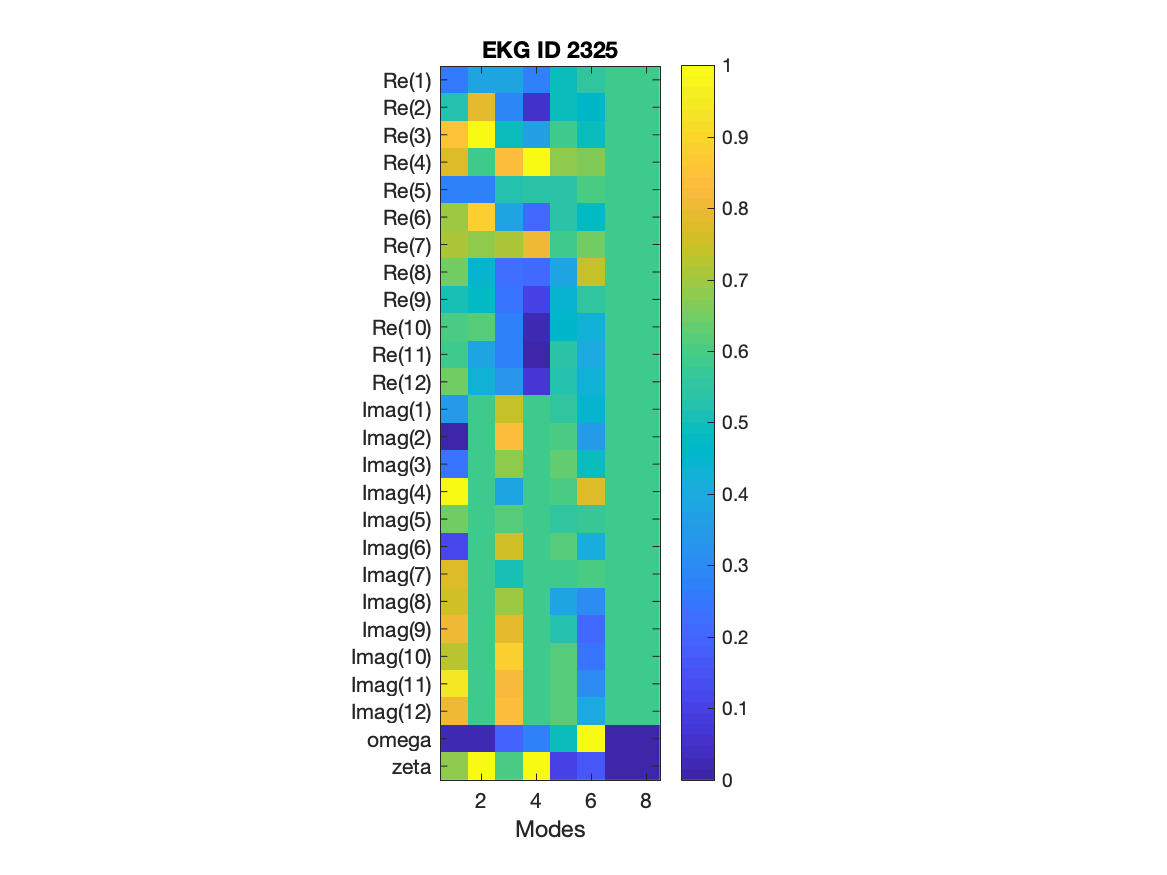 EKG ID 2325
Re(1)
Re(2)
Re(3)
Re(4)
Re(5)
Re(6)
Re(7)
Re(8)
Re(9)
Re(10)
Re(11)
Re(12)
Imag(1)
Imag(2)
Imag(3)
Imag(4)
Imag(5)
Imag(6)
Imag(7)
Imag(8)
Imag(9)
Imag(10)
Imag(11)
Imag(12)
omega
zeta
2 4 6 8
Modes
1
0.9
0.8
0.7
0.6
0.5
0.4
0.3
0.2
0.1
0